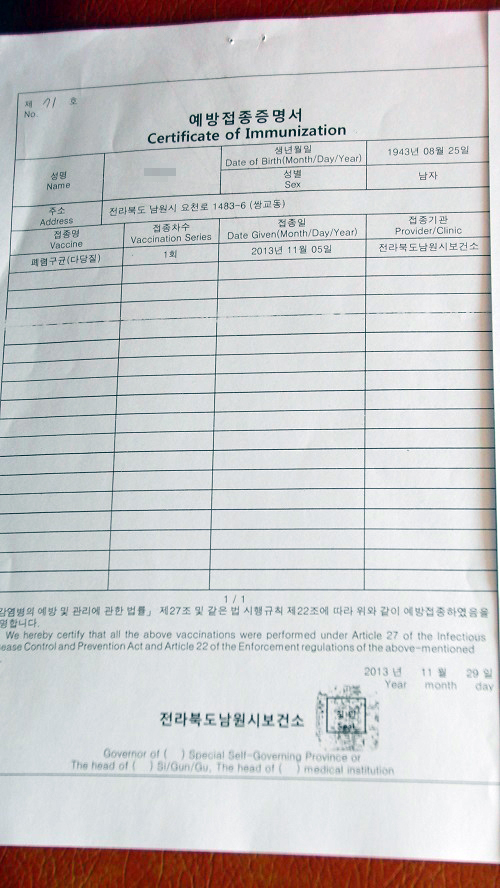 제 71 호
No.
예방접종증명서
Certificate of Immunization
성명
Name
생년월일
Date of Birth(Month/Day/Year)
1943년 08월 25일
성별
Sex
남자
주소
Address
전라북도 남원시 요천로 1483-6 (쌍교동)
접종명
Vaccine
접종차수
Vaccination Series
접종일
Date Given(Month/Day/Year)
접종기관
Provider/Clinic
폐렴구균(다당질)
1회
2013년 11월 05일
전라북도남원시보건소
1 / 1
감염병의 예방 및 관리에 관한 법률」 제27조 및 같은 법 시행규칙 제22조에 따라 위와 같이 예방접종하였음을
명합니다.
We hereby certify that all the above vaccinations were performed under Article 27 of the Infectious
ease Control and Prevention Act and Article 22 of the Enforcement regulations of the above-mentioned
2013 년 11 월 29 일
Year month day
전라북도남원시보건소
Governor of ( ) Special Self-Governing Province or
The head of ( ) Si/Gun/Gu, The head of ( ) medical institution